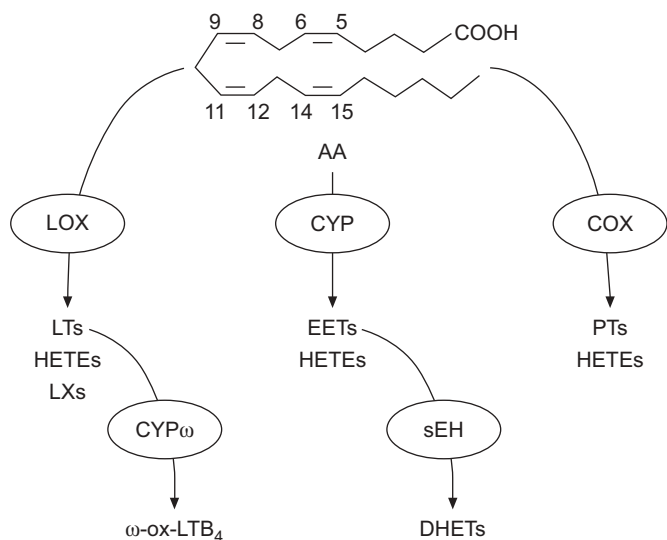 9 8 6 5 COOH
11 12 14 15
AA
LOX CYP COX
LTs EETs PTs
HETEs HETEs HETEs
LXs
CYPω sEH
ω-ox-LTB₄ DHETs